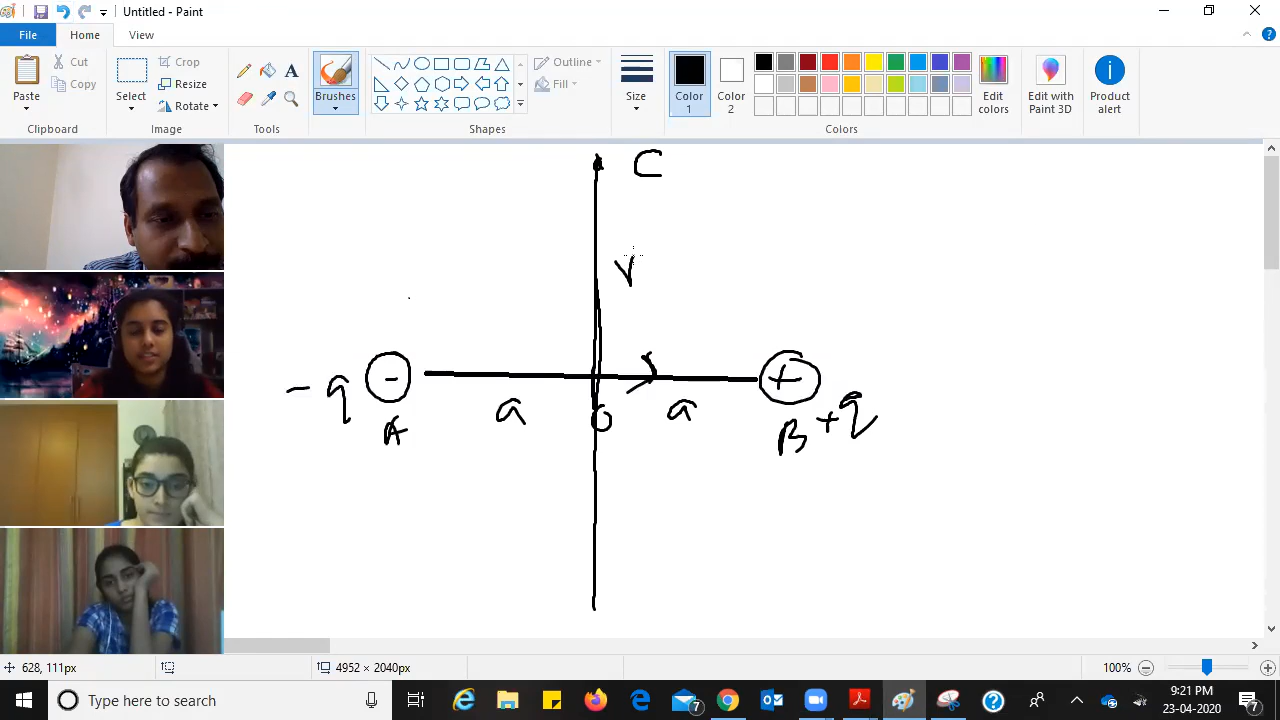 Untitled - Paint
File Home View
Paste Cut
Copy
Clipboard
Select Crop
Resize
Rotate
Image
Tools
Brushes
Outline
Fill
Shapes
Size
Color 1
Color 2
Edit colors
Colors
Edit with Paint 3D
Product alert
C
r
- q
A
a
O
a
B
+q
628, 111px
4952 × 2040px
100%
Type here to search
7
9:21 PM
23-04-2020
7